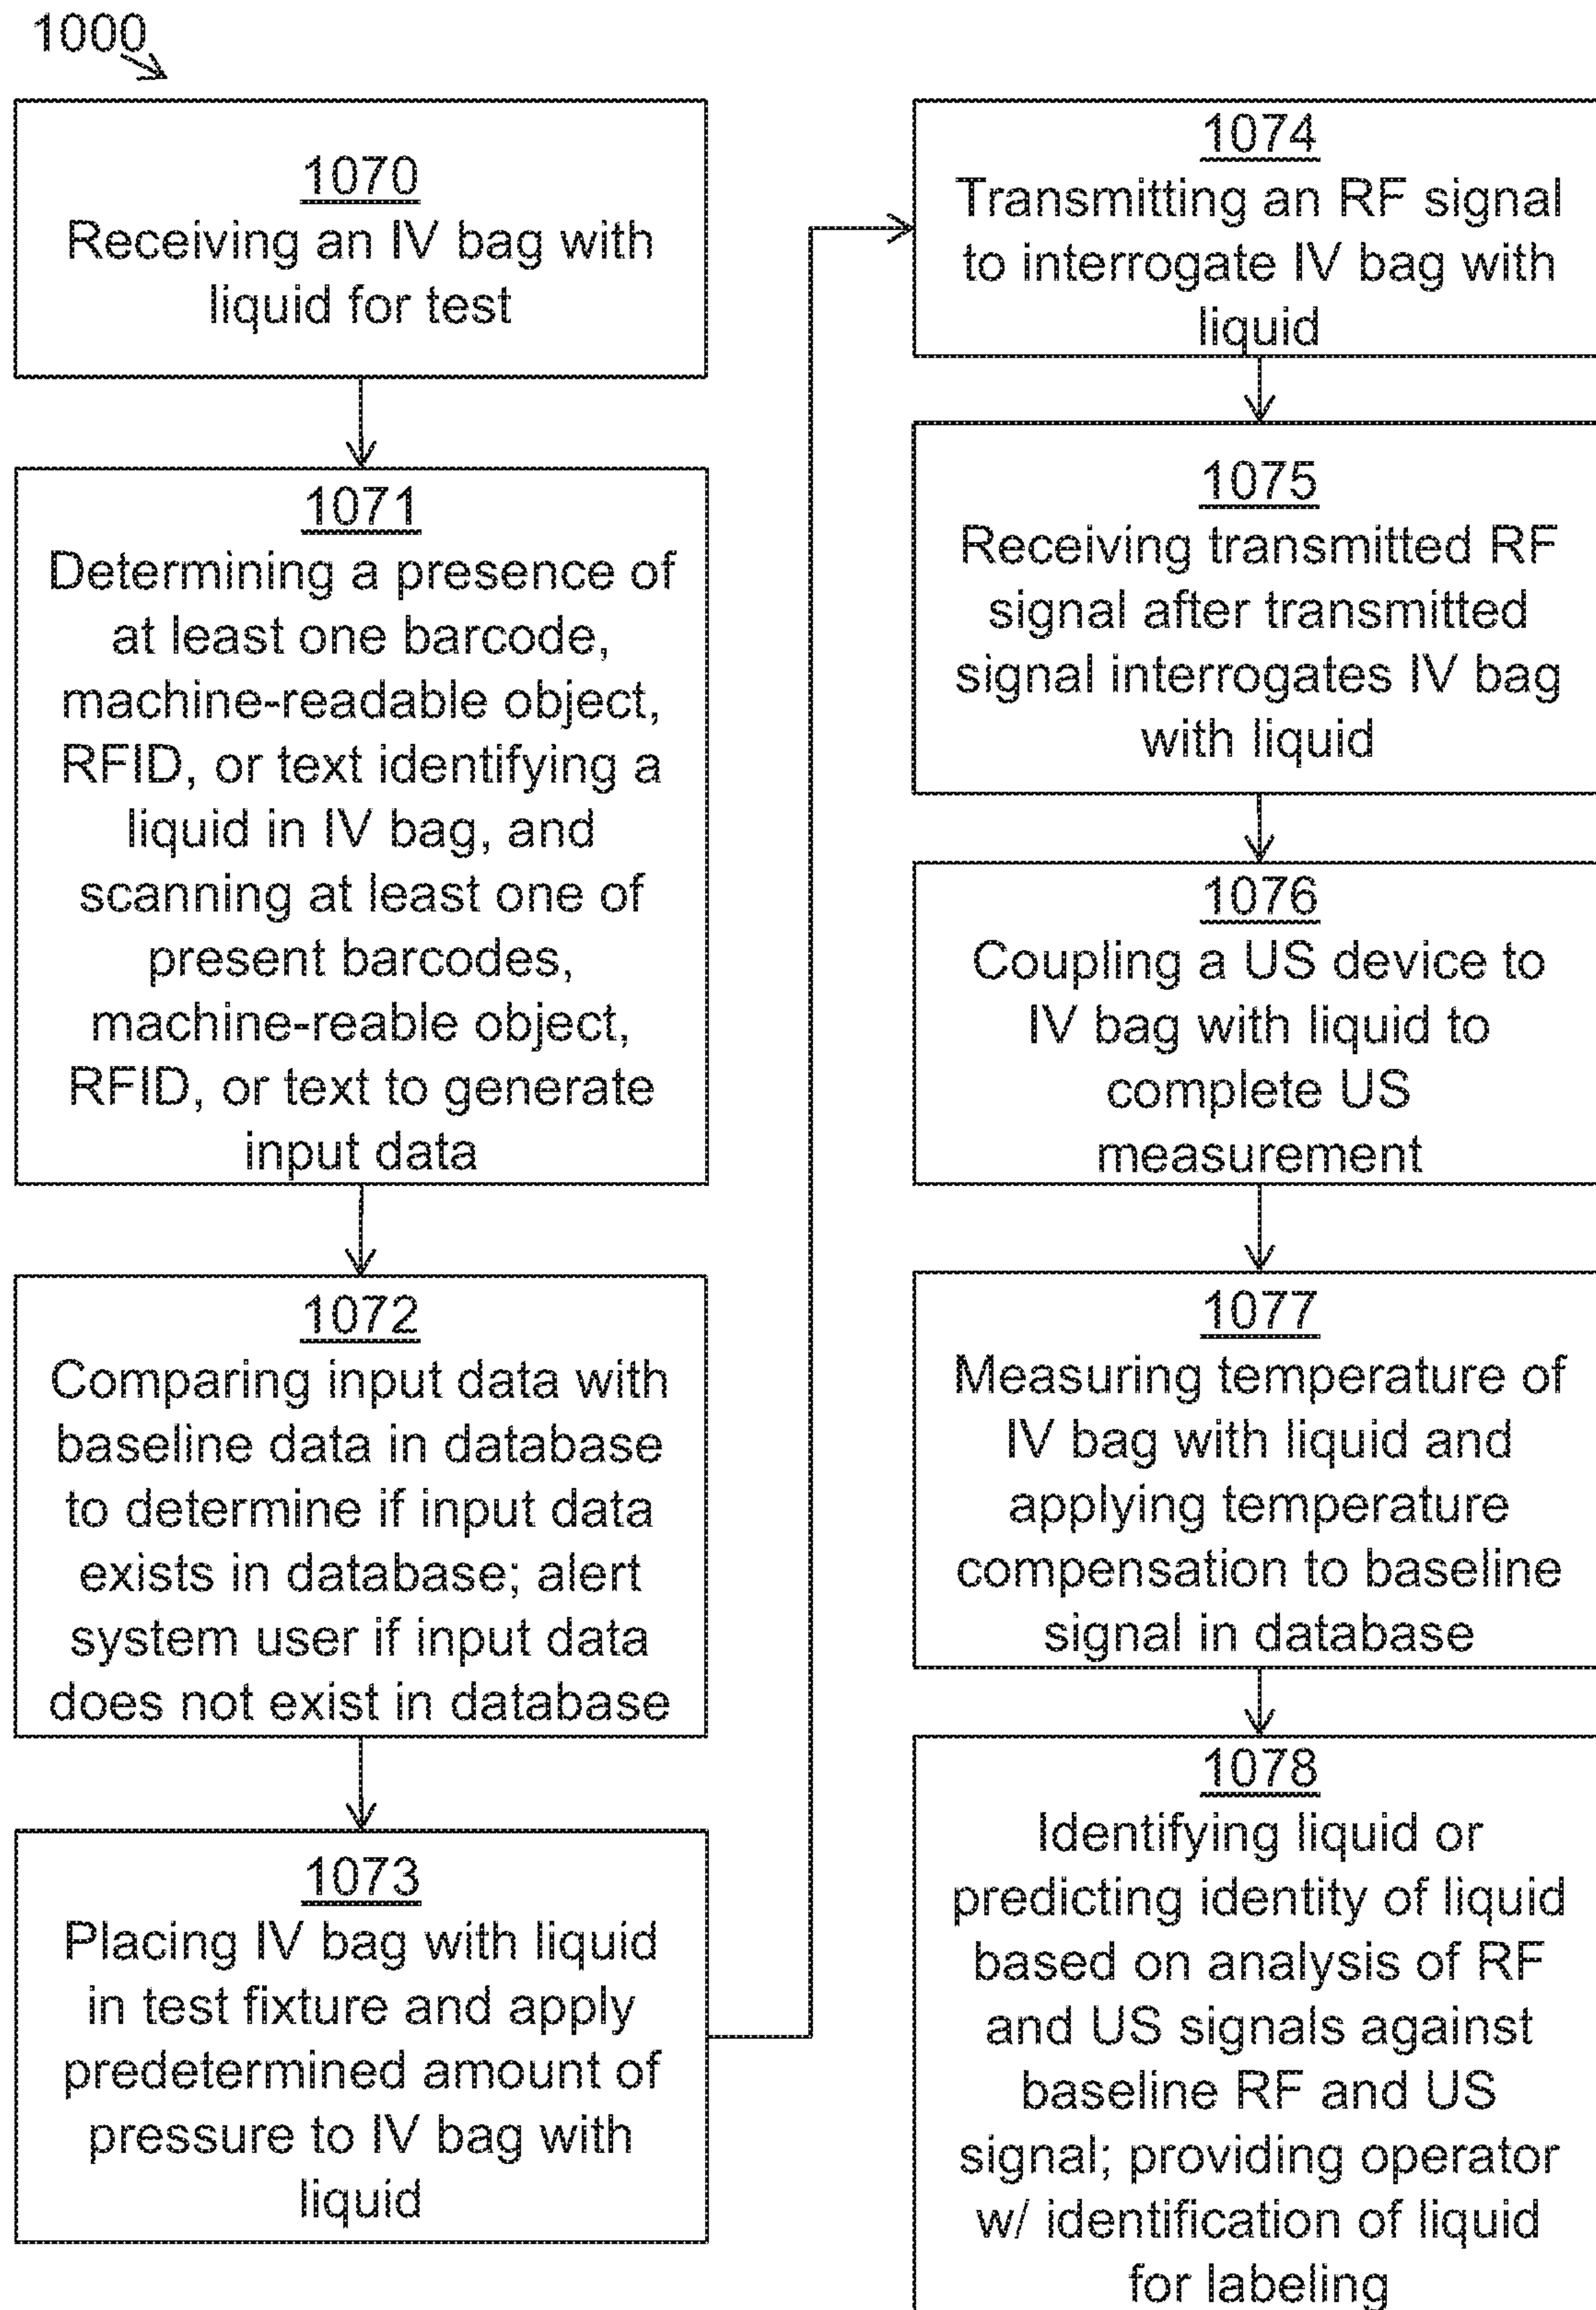 1000
1070
Receiving an IV bag with
liquid for test
1071
Determining a presence of
at least one barcode,
machine-readable object,
RFID, or text identifying a
liquid in IV bag, and
scanning at least one of
present barcodes,
machine-reable object,
RFID, or text to generate
input data
1072
Comparing input data with
baseline data in database
to determine if input data
exists in database; alert
system user if input data
does not exist in database
1073
Placing IV bag with liquid
in test fixture and apply
predetermined amount of
pressure to IV bag with
liquid
1074
Transmitting an RF signal
to interrogate IV bag with
liquid
1075
Receiving transmitted RF
signal after transmitted
signal interrogates IV bag
with liquid
1076
Coupling a US device to
IV bag with liquid to
complete US
measurement
1077
Measuring temperature of
IV bag with liquid and
applying temperature
compensation to baseline
signal in database
1078
Identifying liquid or
predicting identity of liquid
based on analysis of RF
and US signals against
baseline RF and US
signal; providing operator
w/ identification of liquid
for labeling